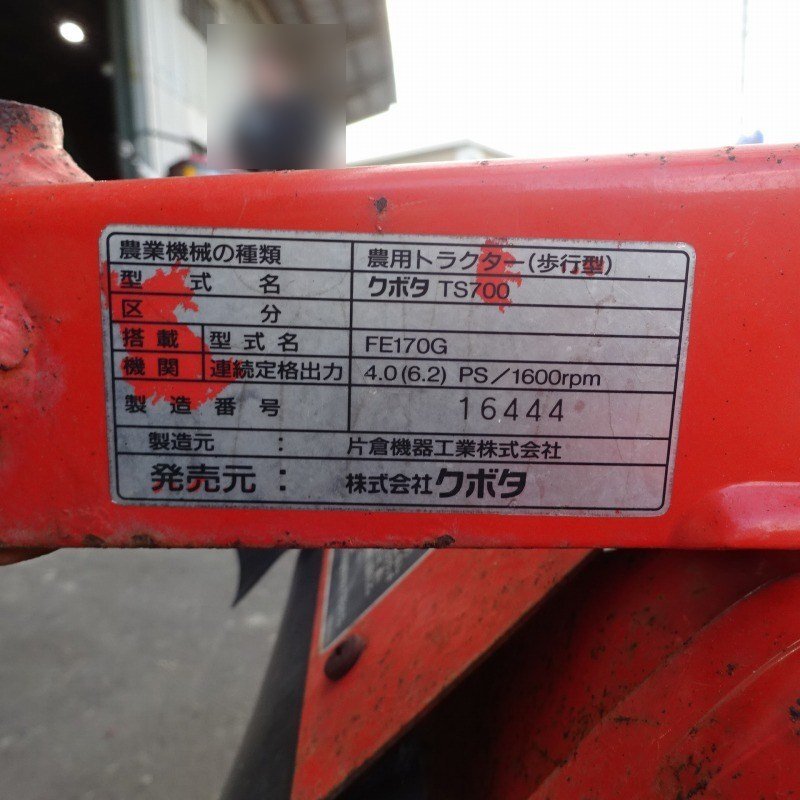 農業機械の種類 農用トラクター(歩行型)
型式名 クボタ TS700
区分
搭載 型式名 FE170G
機関 連続定格出力 4.0(6.2) PS/1600rpm
製造番号 16444
製造元 : 片倉機器工業株式会社
発売元 : 株式会社クボタ